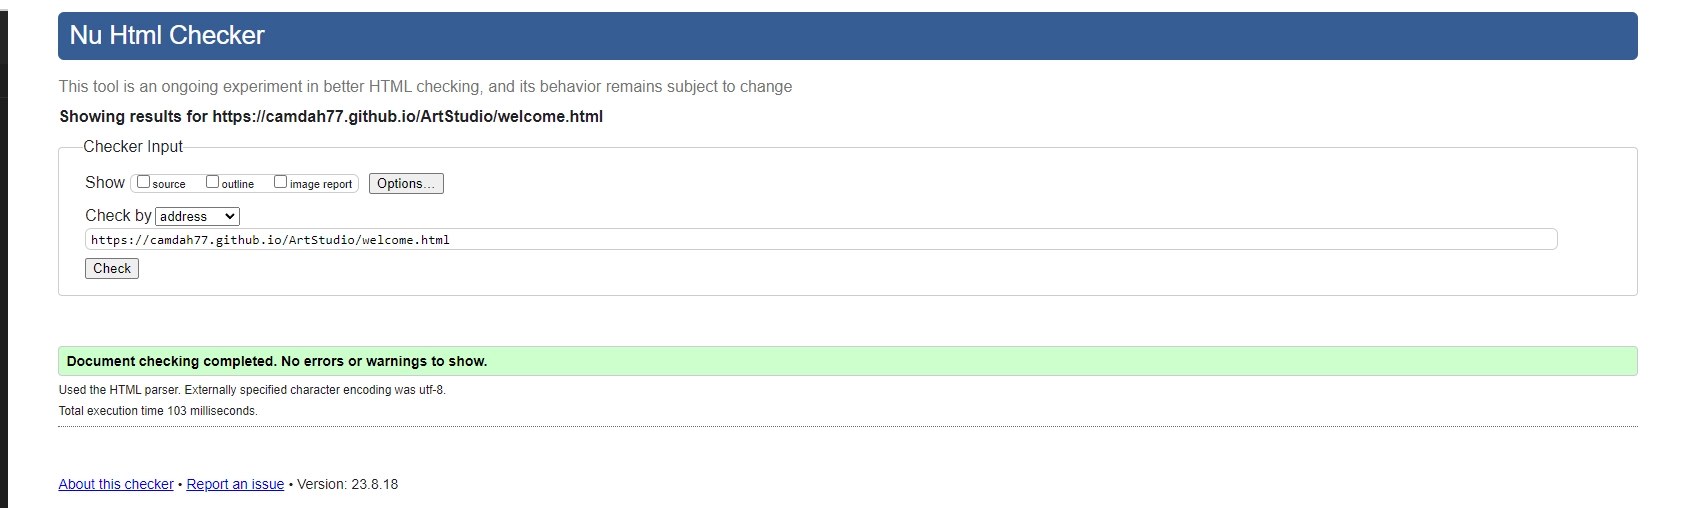 Nu Html Checker
This tool is an ongoing experiment in better HTML checking, and its behavior remains subject to change
Showing results for https://camdah77.github.io/ArtStudio/welcome.html
Checker Input
Show source outline image report Options...
Check by address
https://camdah77.github.io/ArtStudio/welcome.html
Check
Document checking completed. No errors or warnings to show.
Used the HTML parser. Externally specified character encoding was utf-8.
Total execution time 103 milliseconds.
About this checker • Report an issue • Version: 23.8.18